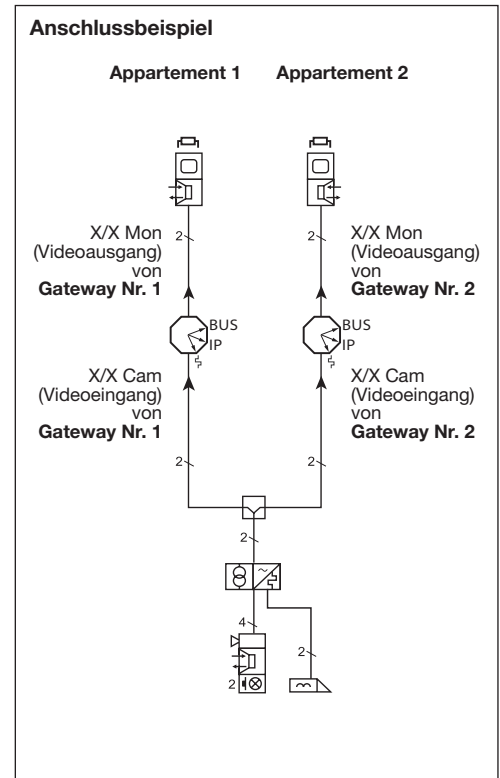 Anschlussbeispiel
Appartement 1
Appartement 2
2
X/X Mon
(Videoausgang)
von
Gateway Nr. 1
2
X/X Mon
(Videoausgang)
von
Gateway Nr. 2
BUS
IP
BUS
IP
X/X Cam
(Videoeingang)
von
Gateway Nr. 1
2
X/X Cam
(Videoeingang)
von
Gateway Nr. 2
2
2
4
2
2